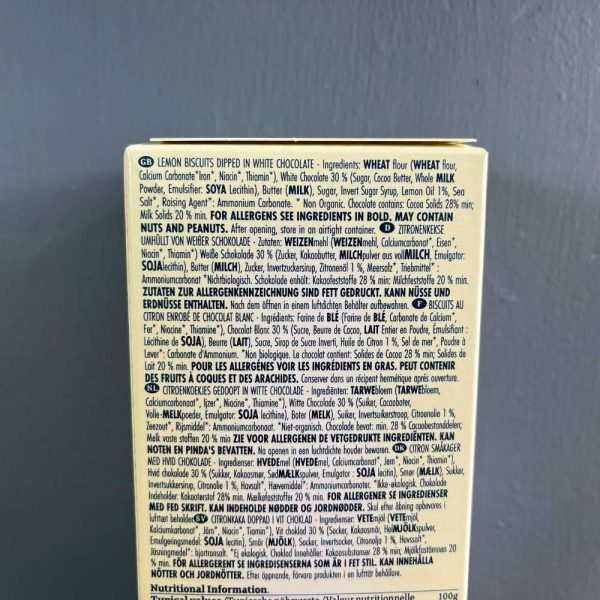 GB LEMON BISCUITS DIPPED IN WHITE CHOCOLATE - Ingredients: WHEAT flour (WHEAT flour,
Calcium Carbonate*Iron*, Niacin*, Thiamin*), White Chocolate 30 % (Sugar, Cocoa Butter, Whole MILK
Powder, Emulsifier: SOYA Lecithin), Butter (MILK), Sugar, Invert Sugar Syrup, Lemon Oil 1%, Sea
Salt*, Raising Agent*: Ammonium Carbonate. * Non Organic. Chocolate contains: Cocoa Solids 28% min;
Milk Solids 20 % min. FOR ALLERGENS SEE INGREDIENTS IN BOLD. MAY CONTAIN
NUTS AND PEANUTS. After opening, store in an airtight container. D ZITRONENKEKSE
UMHÜLLT VON WEIßER SCHOKOLADE - Zutaten: WEIZENmehl (WEIZENmehl, Calciumcarbonat*, Eisen*,
Niacin*, Thiamin*) Weiße Schokolade 30 % (Zucker, Kakaobutter, MILCHpulver aus vollMILCH, Emulgator:
SOJAlecithin), Butter (MILCH), Zucker, Invertzuckersirup, Zitronenöl 1 %, Meersalz*, Triebmittel*:
Ammoniumcarbonat *Nichtbiologisch. Schokolade enhält: Kakaofeststoffe 28 % min: Milchfeststoffe 20 % min.
ZUTATEN ZUR ALLERGENKENNZEICHNUNG SIND FETT GEDRUCKT. KANN NÜSSE UND
ERDNÜSSE ENTHALTEN. Nach dem öffnen in einem luftdichten Behälter aufbewahren. F BISCUITS AU
CITRON ENROBÉ DE CHOCOLAT BLANC - Ingrédients: Farine de BLÉ (Farine de BLÉ, Carbonate de Calcium*,
Fer*, Niacine*, Thiamine*), Chocolat Blanc 30 % (Sucre, Beurre de Cacao, LAIT Entier en Poudre, Émulsifiant :
Lécithine de SOJA), Beurre (LAIT), Sucre, Sirop de Sucre Inverti, Huile de Citron 1 %, Sel de mer*, Poudre à
Lever*: Carbonate d'Ammonium. *Non biologique. Le chocolat contient: Solides de Cacao 28 % min; Solides de
Lait 20 % min. POUR LES ALLERGÉNES VOIR LES INGRÉDIENTS EN GRAS. PEUT CONTENIR
DES FRUITS À COQUES ET DES ARACHIDES. Conserver dans un récipient hermétique après ouverture.
NL CITROENKOEKJES GEDOOPT IN WITTE CHOCOLADE - Ingrediënten: TARWEbloem (TARWEbloem,
Calciumcarbonaat*, Ijzer*, Niacine*, Thiamine*), Witte Chocolade 30 % (Suiker, Cacaoboter,
Volle-MELKpoeder, Emulgator: SOJA lecithine), Boter (MELK), Suiker, Invertsuikerstroop, Citroenolie 1 %,
Zeezout*, Rijzmiddel*: Ammoniumcarbonaat. *Niet-organisch. Chocolade bevat: min. 28 % Cacaobestanddelen;
Melk vaste staffen 20 % min ZIE VOOR ALLERGENEN DE VETGEDRUKTE INGREDIËNTEN. KAN
NOTEN EN PINDA'S BEVATTEN. Na openen in een luchtdichte houder bewaren. DK CITRON SMÅKAGER
MED HVID CHOKOLADE - Ingredienser: HVEDEmel (HVEDEmel, Calciumcarbonat*, Jern*, Niacin*, Thiamin*),
Hvid chokolade 30 % (Sukker, Kakaosmør, SødMÆLKspulver, Emulgator : SOJA lecitin), Smør (MÆLK), Sukker,
Invertsukkersirup, Citronolie 1 %, Havsalt*, Hævemiddel*: Ammoniumcarbonater. *Ikke-økologisk. Chokolade
Indeholder: Kakaotørstof 28% min. Mælkefaststoffer 20 % min. FOR ALLERGENER SE INGREDIENSER
MED FED SKRIFT. KAN INDEHOLDE NØDDER OG JORDNØDDER. Skal efter åbning opbevares i
lufttæt beholder SV CITRONKAKA DOPPAD I VIT CHOKLAD - Ingredienser: VETEmjöl (VETEmjöl,
Kalciumkarbonat*, Järn*, Niacin*, Tiamin*), Vit choklad 30 % (Socker, Kakaosmör, HelMJÖLKspulver,
Emulgeringsmedel: SOJA lecitin), Smör (MJÖLK), Socker, Invertsocker, Citronolja 1 %, Havssalt*,
Jäsningmedel*: hjortronsalt. *Ej ekologisk. Choklad Innehåller: Kakaosubstanser 28 % min; Mjölkfastämnen 20
% min. FÖR ALLERGENER SE INGREDISENSERNA SOM ÄR I FET STIL. KAN INNEHÅLLA
NÖTTER OCH JORDNÖTTER. Efter öppnande, förvara produkten i en lufttät behållare.
Nutritional Information.
Typical values /Typische nährwerte /Valeur nutritionnelle 100g